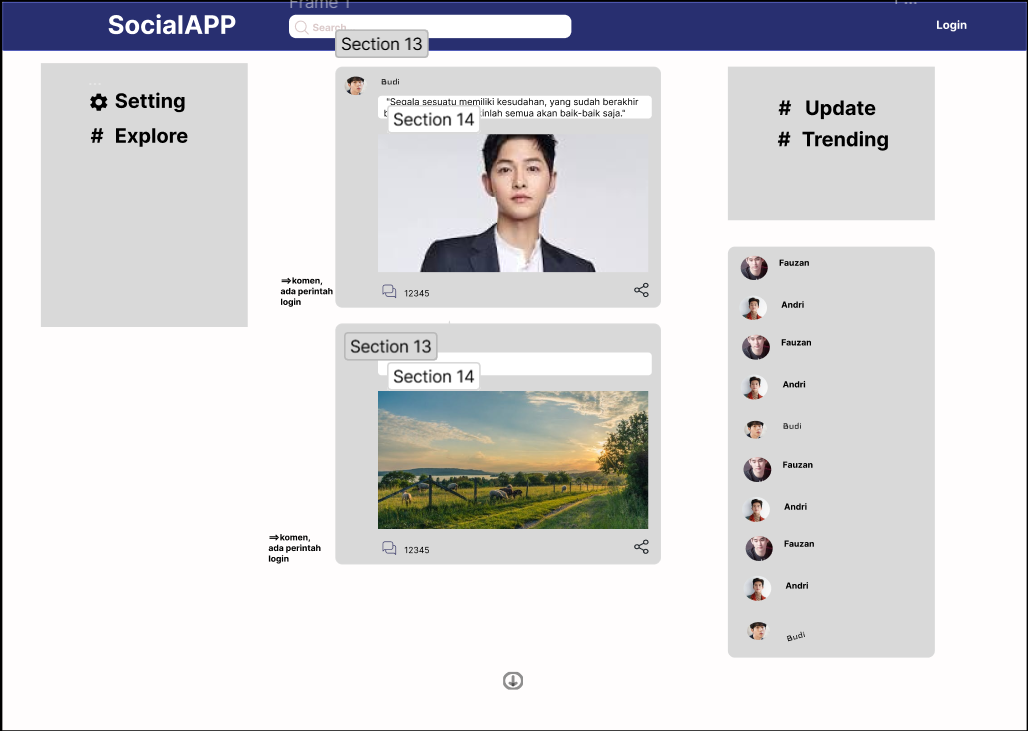 Frame 1
SocialAPP
Search...
Login
Section 13
Setting
Explore
Budi
"Segala sesuatu memiliki kesudahan, yang sudah berakhir
Section 14
semua akan baik-baik saja."
⇒komen,
ada perintah
login
12345
Section 13
Section 14
⇒komen,
ada perintah
login
12345
# Update
# Trending
Fauzan
Andri
Fauzan
Andri
Budi
Fauzan
Andri
Fauzan
Andri
Budi